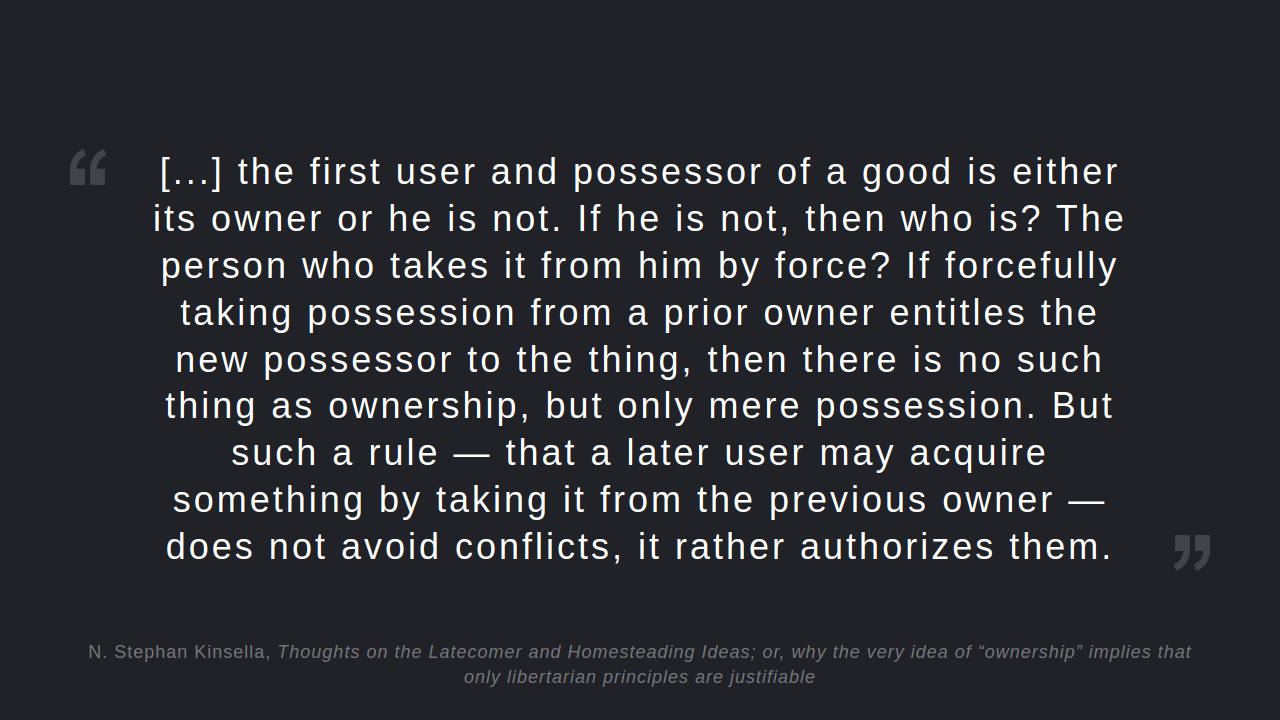 “ [...] the first user and possessor of a good is either
its owner or he is not. If he is not, then who is? The
person who takes it from him by force? If forcefully
taking possession from a prior owner entitles the
new possessor to the thing, then there is no such
thing as ownership, but only mere possession. But
such a rule — that a later user may acquire
something by taking it from the previous owner —
does not avoid conflicts, it rather authorizes them. ”
N. Stephan Kinsella, Thoughts on the Latecomer and Homesteading Ideas; or, why the very idea of “ownership” implies that
only libertarian principles are justifiable